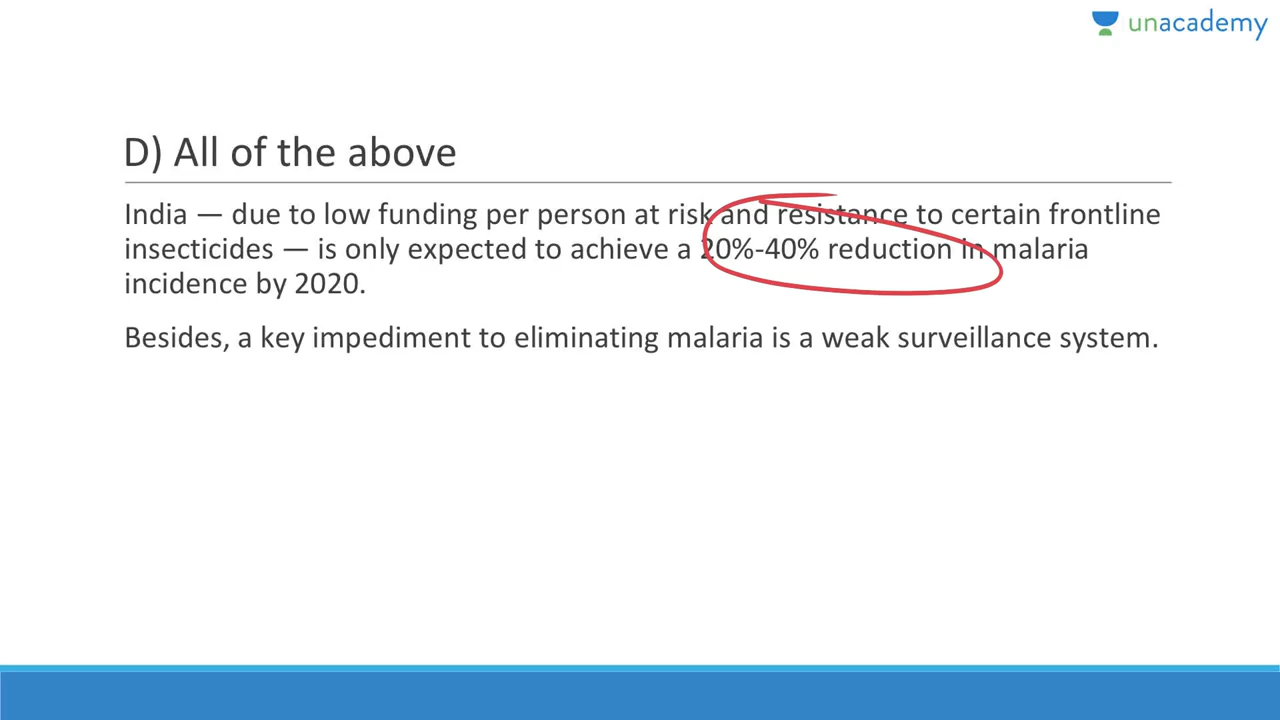 unacademy
D) All of the above
India — due to low funding per person at risk and resistance to certain frontline
insecticides — is only expected to achieve a 20%-40% reduction in malaria
incidence by 2020.
Besides, a key impediment to eliminating malaria is a weak surveillance system.